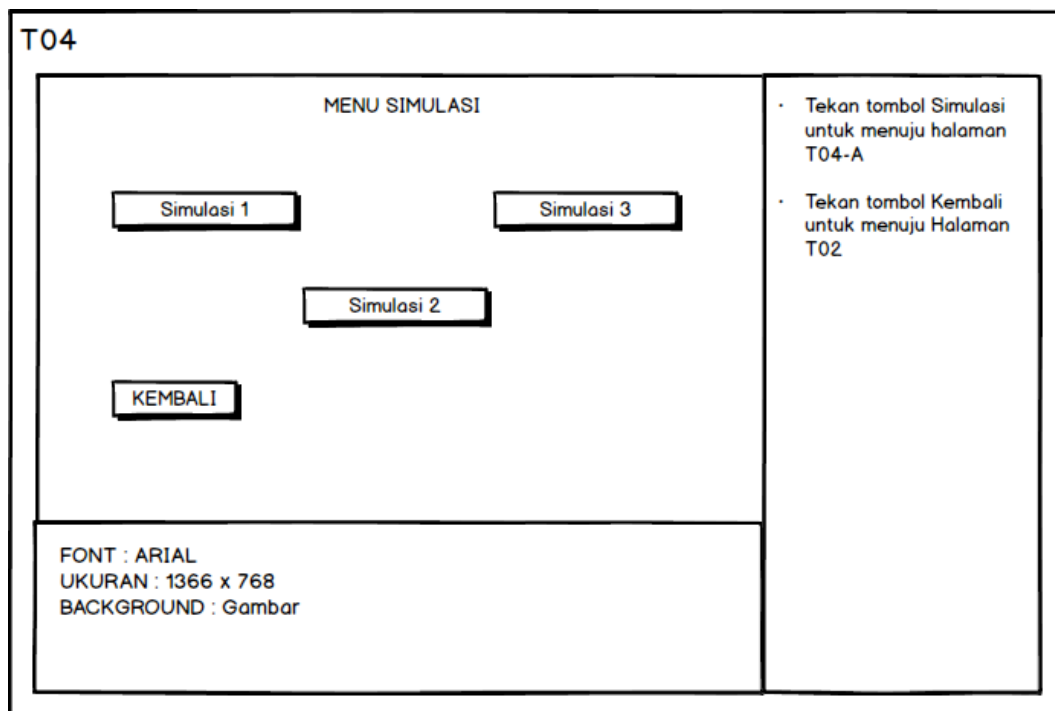 T04
MENU SIMULASI
Simulasi 1
Simulasi 3
Simulasi 2
KEMBALI
· Tekan tombol Simulasi
untuk menuju halaman
T04-A
· Tekan tombol Kembali
untuk menuju Halaman
T02
FONT : ARIAL
UKURAN : 1366 x 768
BACKGROUND : Gambar